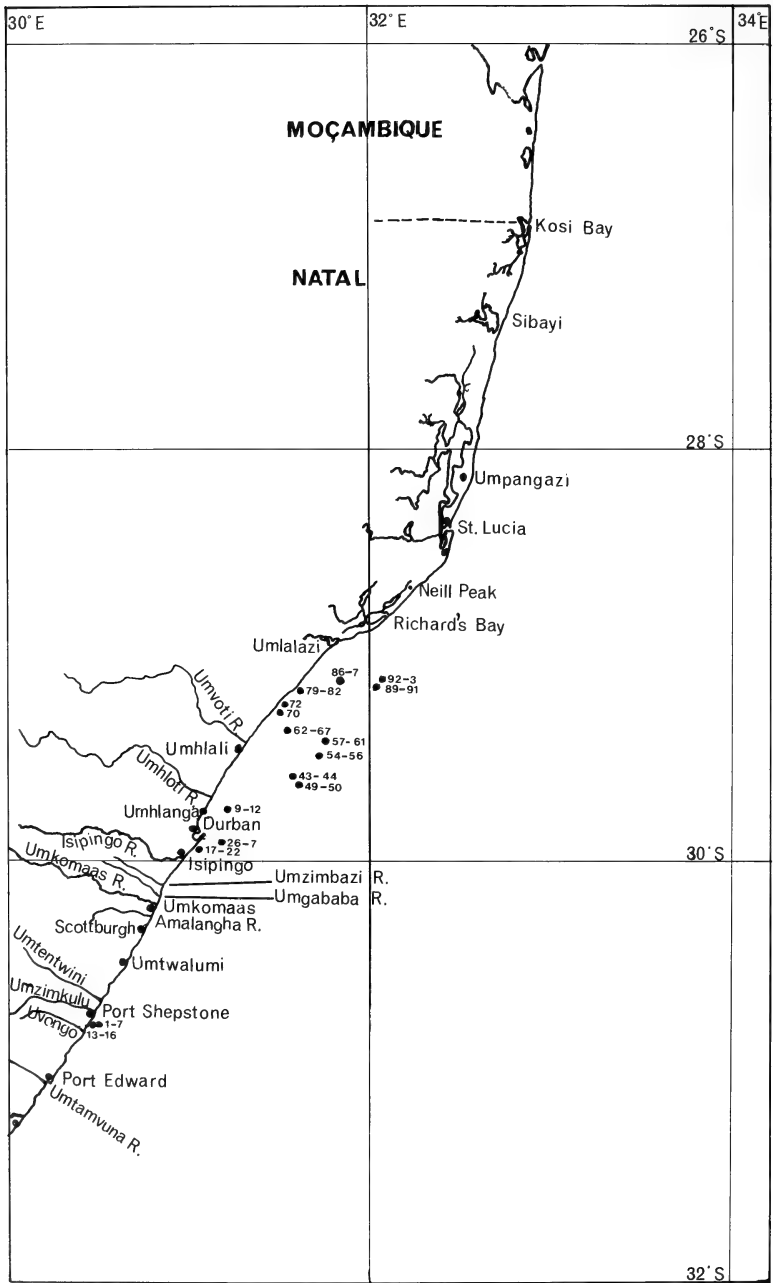 30°E
32°E
34°E
26°S
MOÇAMBIQUE
Kosi Bay
NATAL
Sibayi
28°S
Umpangazi
St. Lucia
Neill Peak
Richard's Bay
Umlalazi
86-7
92-3
89-91
79-82
72
70
Umvoti R.
62-67
57-61
54-56
Umhlali
Umhloti R.
43-44
49-50
9-12
Umhlanga
Durban
Isipingo R.
26-7
17-22
Isipingo
30°S
Umkomaas R.
Umzimbazi R.
Umgababa R.
Umkomaas
Amalangha R.
Scottburgh
Umtwalumi
Umtentwini
Umzimkulu
Port Shepstone
1-7
Uvongo
13-16
Port Edward
Umtamvuna R.
32°S